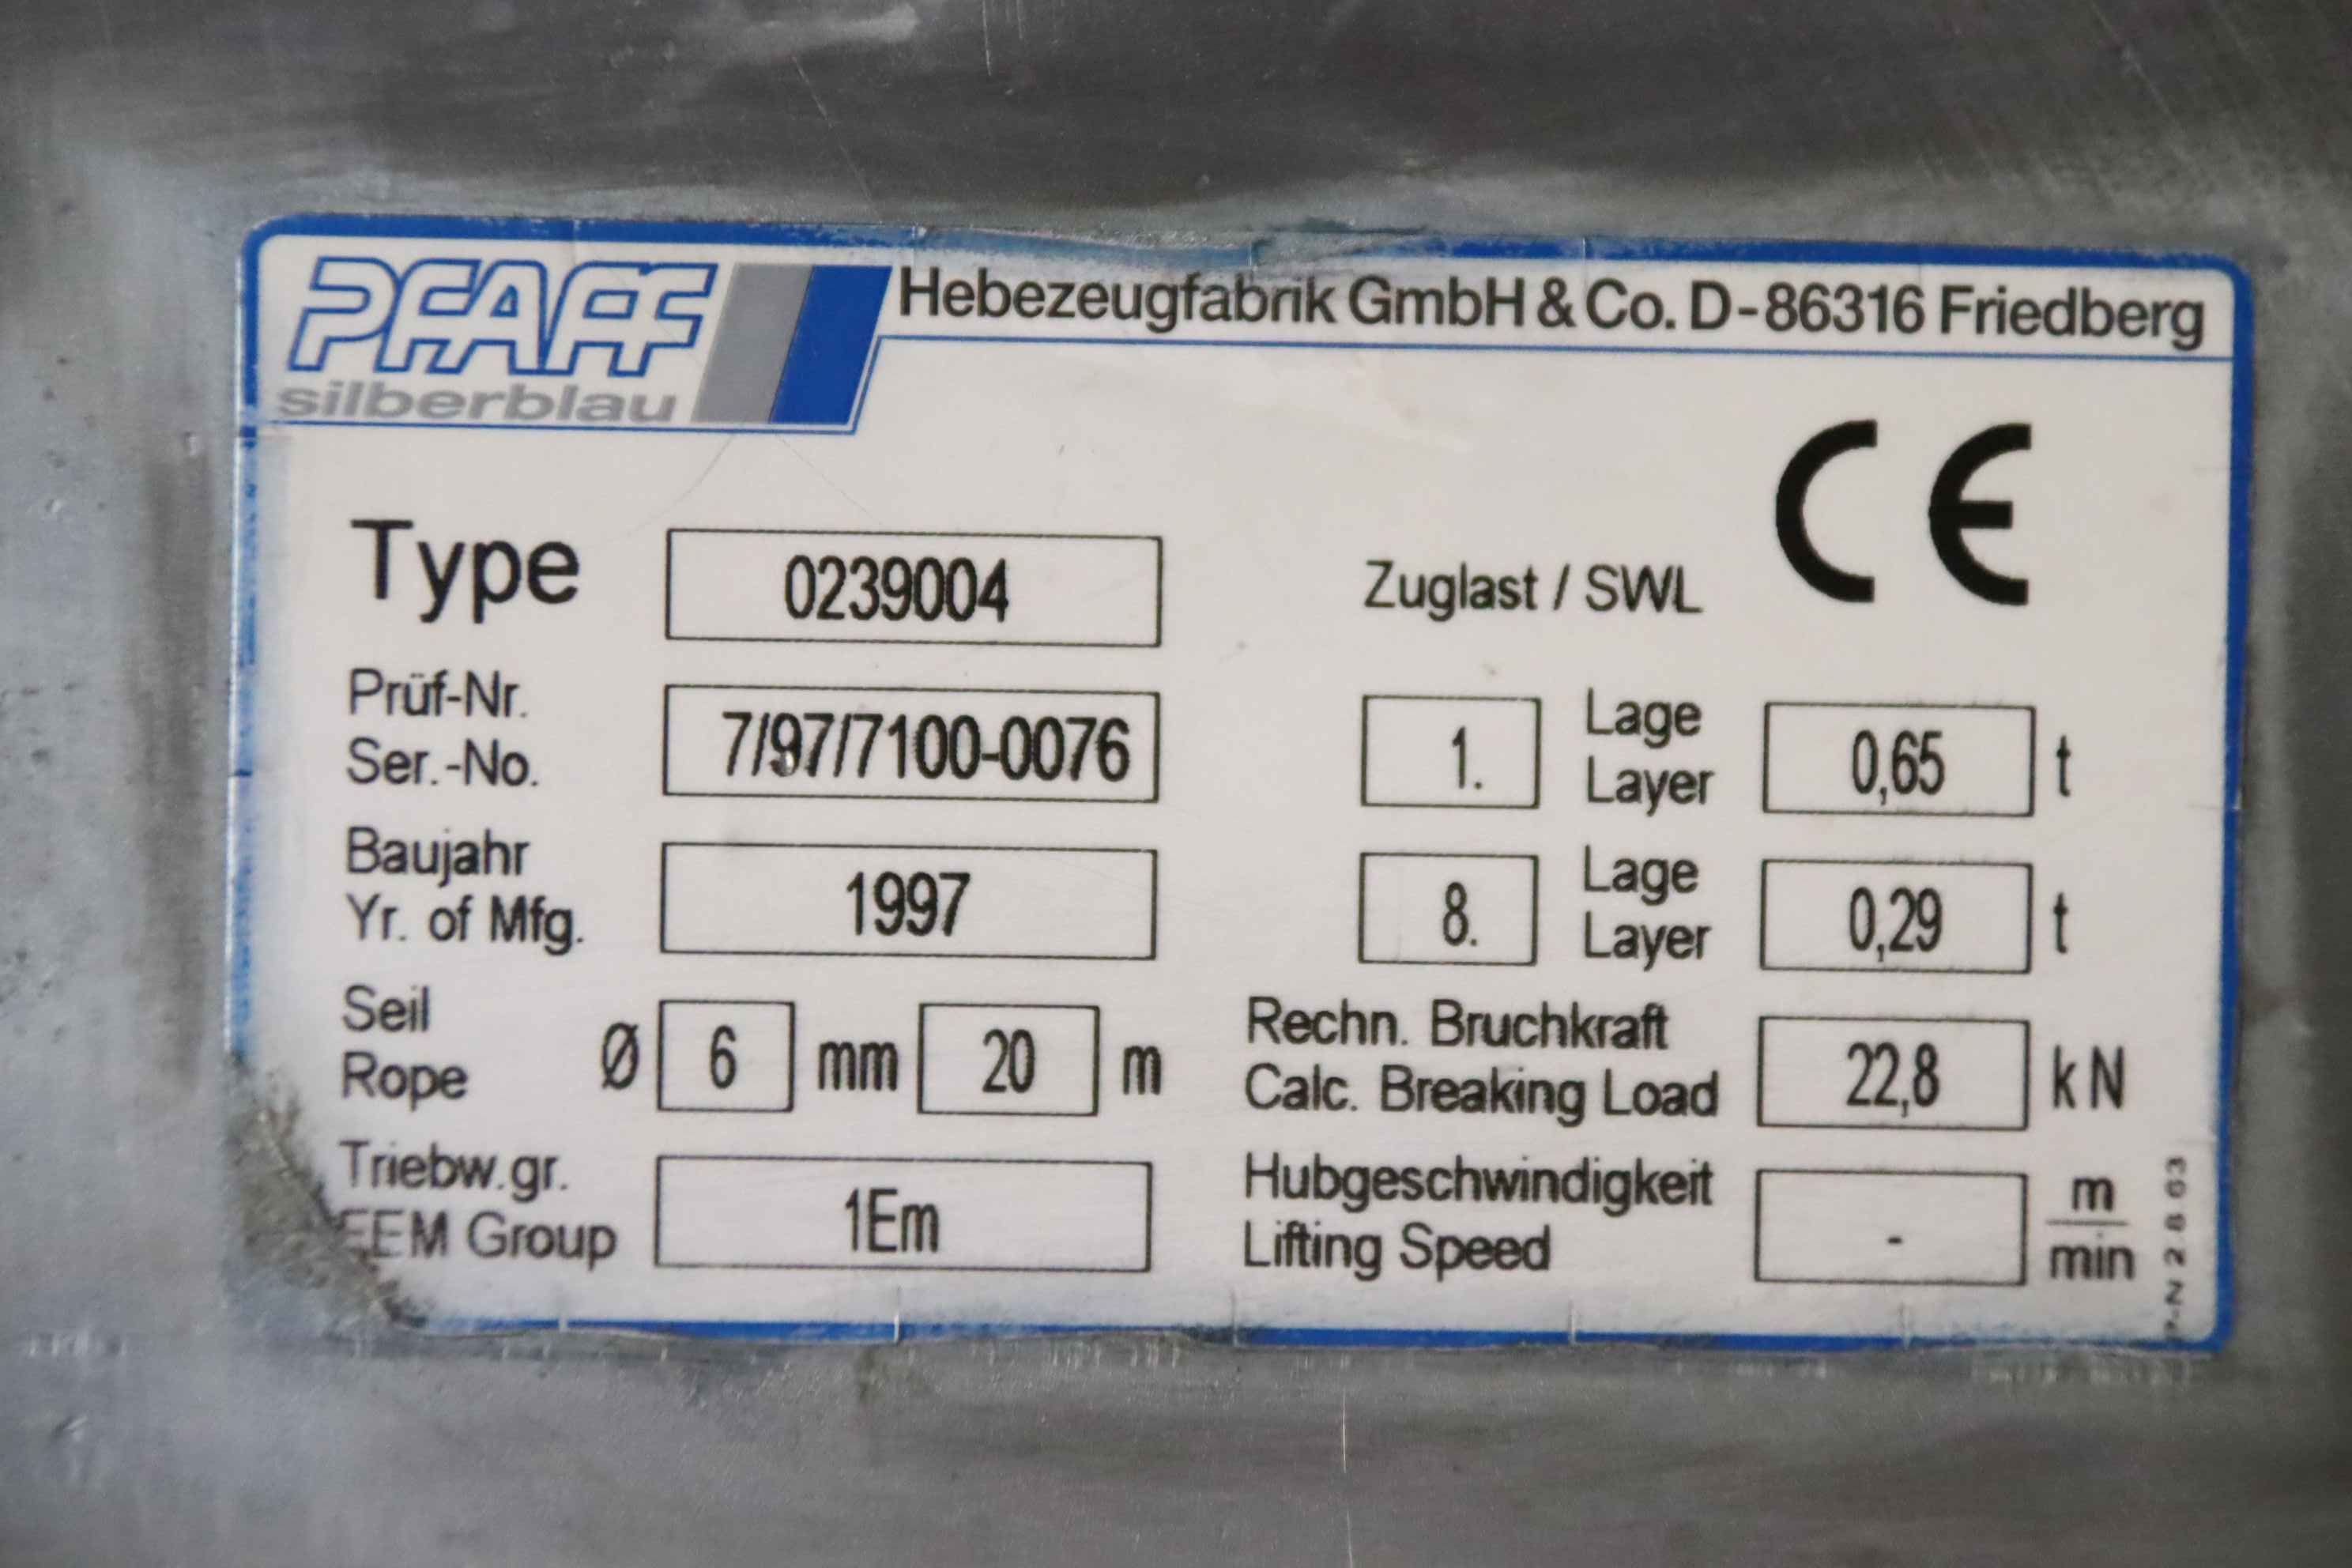 PFAFF
silberblau
Hebezeugfabrik GmbH & Co. D-86316 Friedberg
CE
Type 0239004
Zuglast / SWL
Prüf-Nr.
Ser.-No. 7/97/7100-0076
1. Lage
Layer 0,65 t
Baujahr
Yr. of Mfg. 1997
8. Lage
Layer 0,29 t
Seil
Rope Ø 6 mm 20 m
Rechn. Bruchkraft
Calc. Breaking Load 22,8 kN
Triebw.gr.
FEM Group 1Em
Hubgeschwindigkeit
Lifting Speed - m
min
P-N 2 8 63